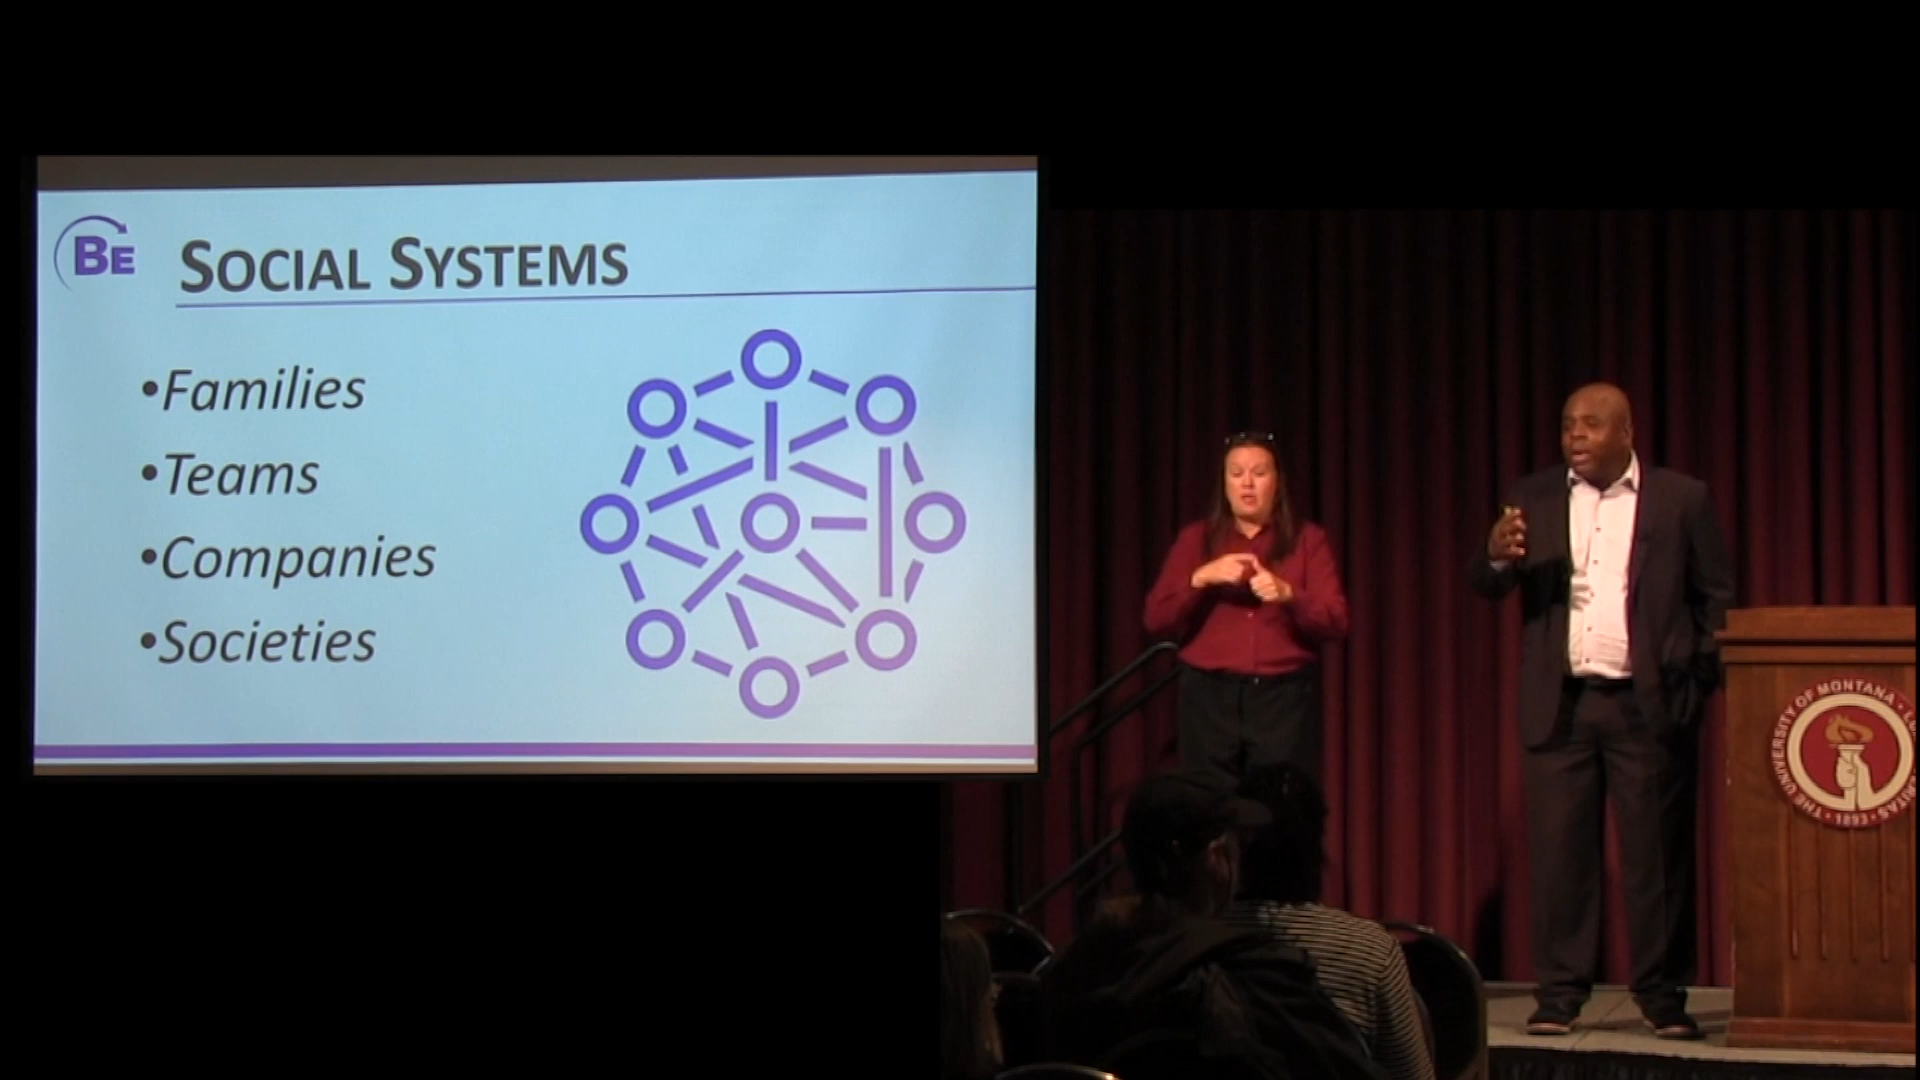 BE
SOCIAL SYSTEMS
•Families
•Teams
•Companies
•Societies
THE UNIVERSITY OF MONTANA
1893